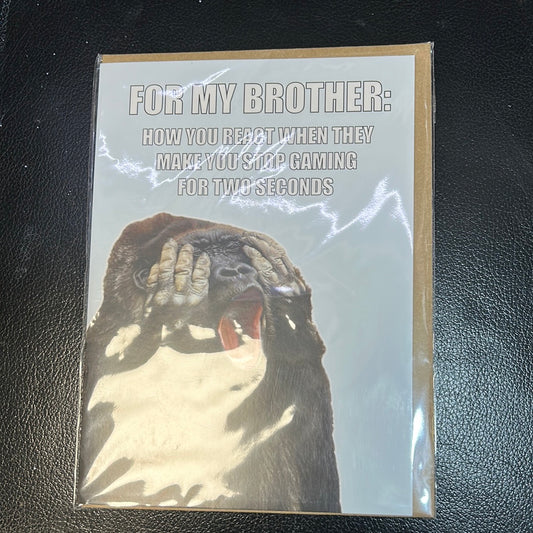 FOR MY BROTHER:
HOW YOU REACT WHEN THEY
MAKE YOU STOP GAMING
FOR TWO SECONDS